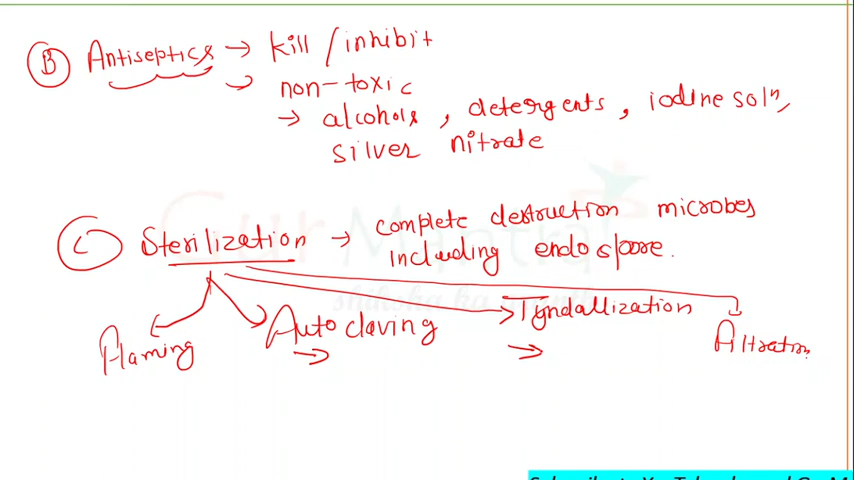 B Antiseptics → kill / inhibit
→ non-toxic
→ alcohols, detergents, iodine soln,
silver nitrate
C Sterilization → complete destruction microbes
including endospore.
Flaming Autoclaving Tyndallization Filtration